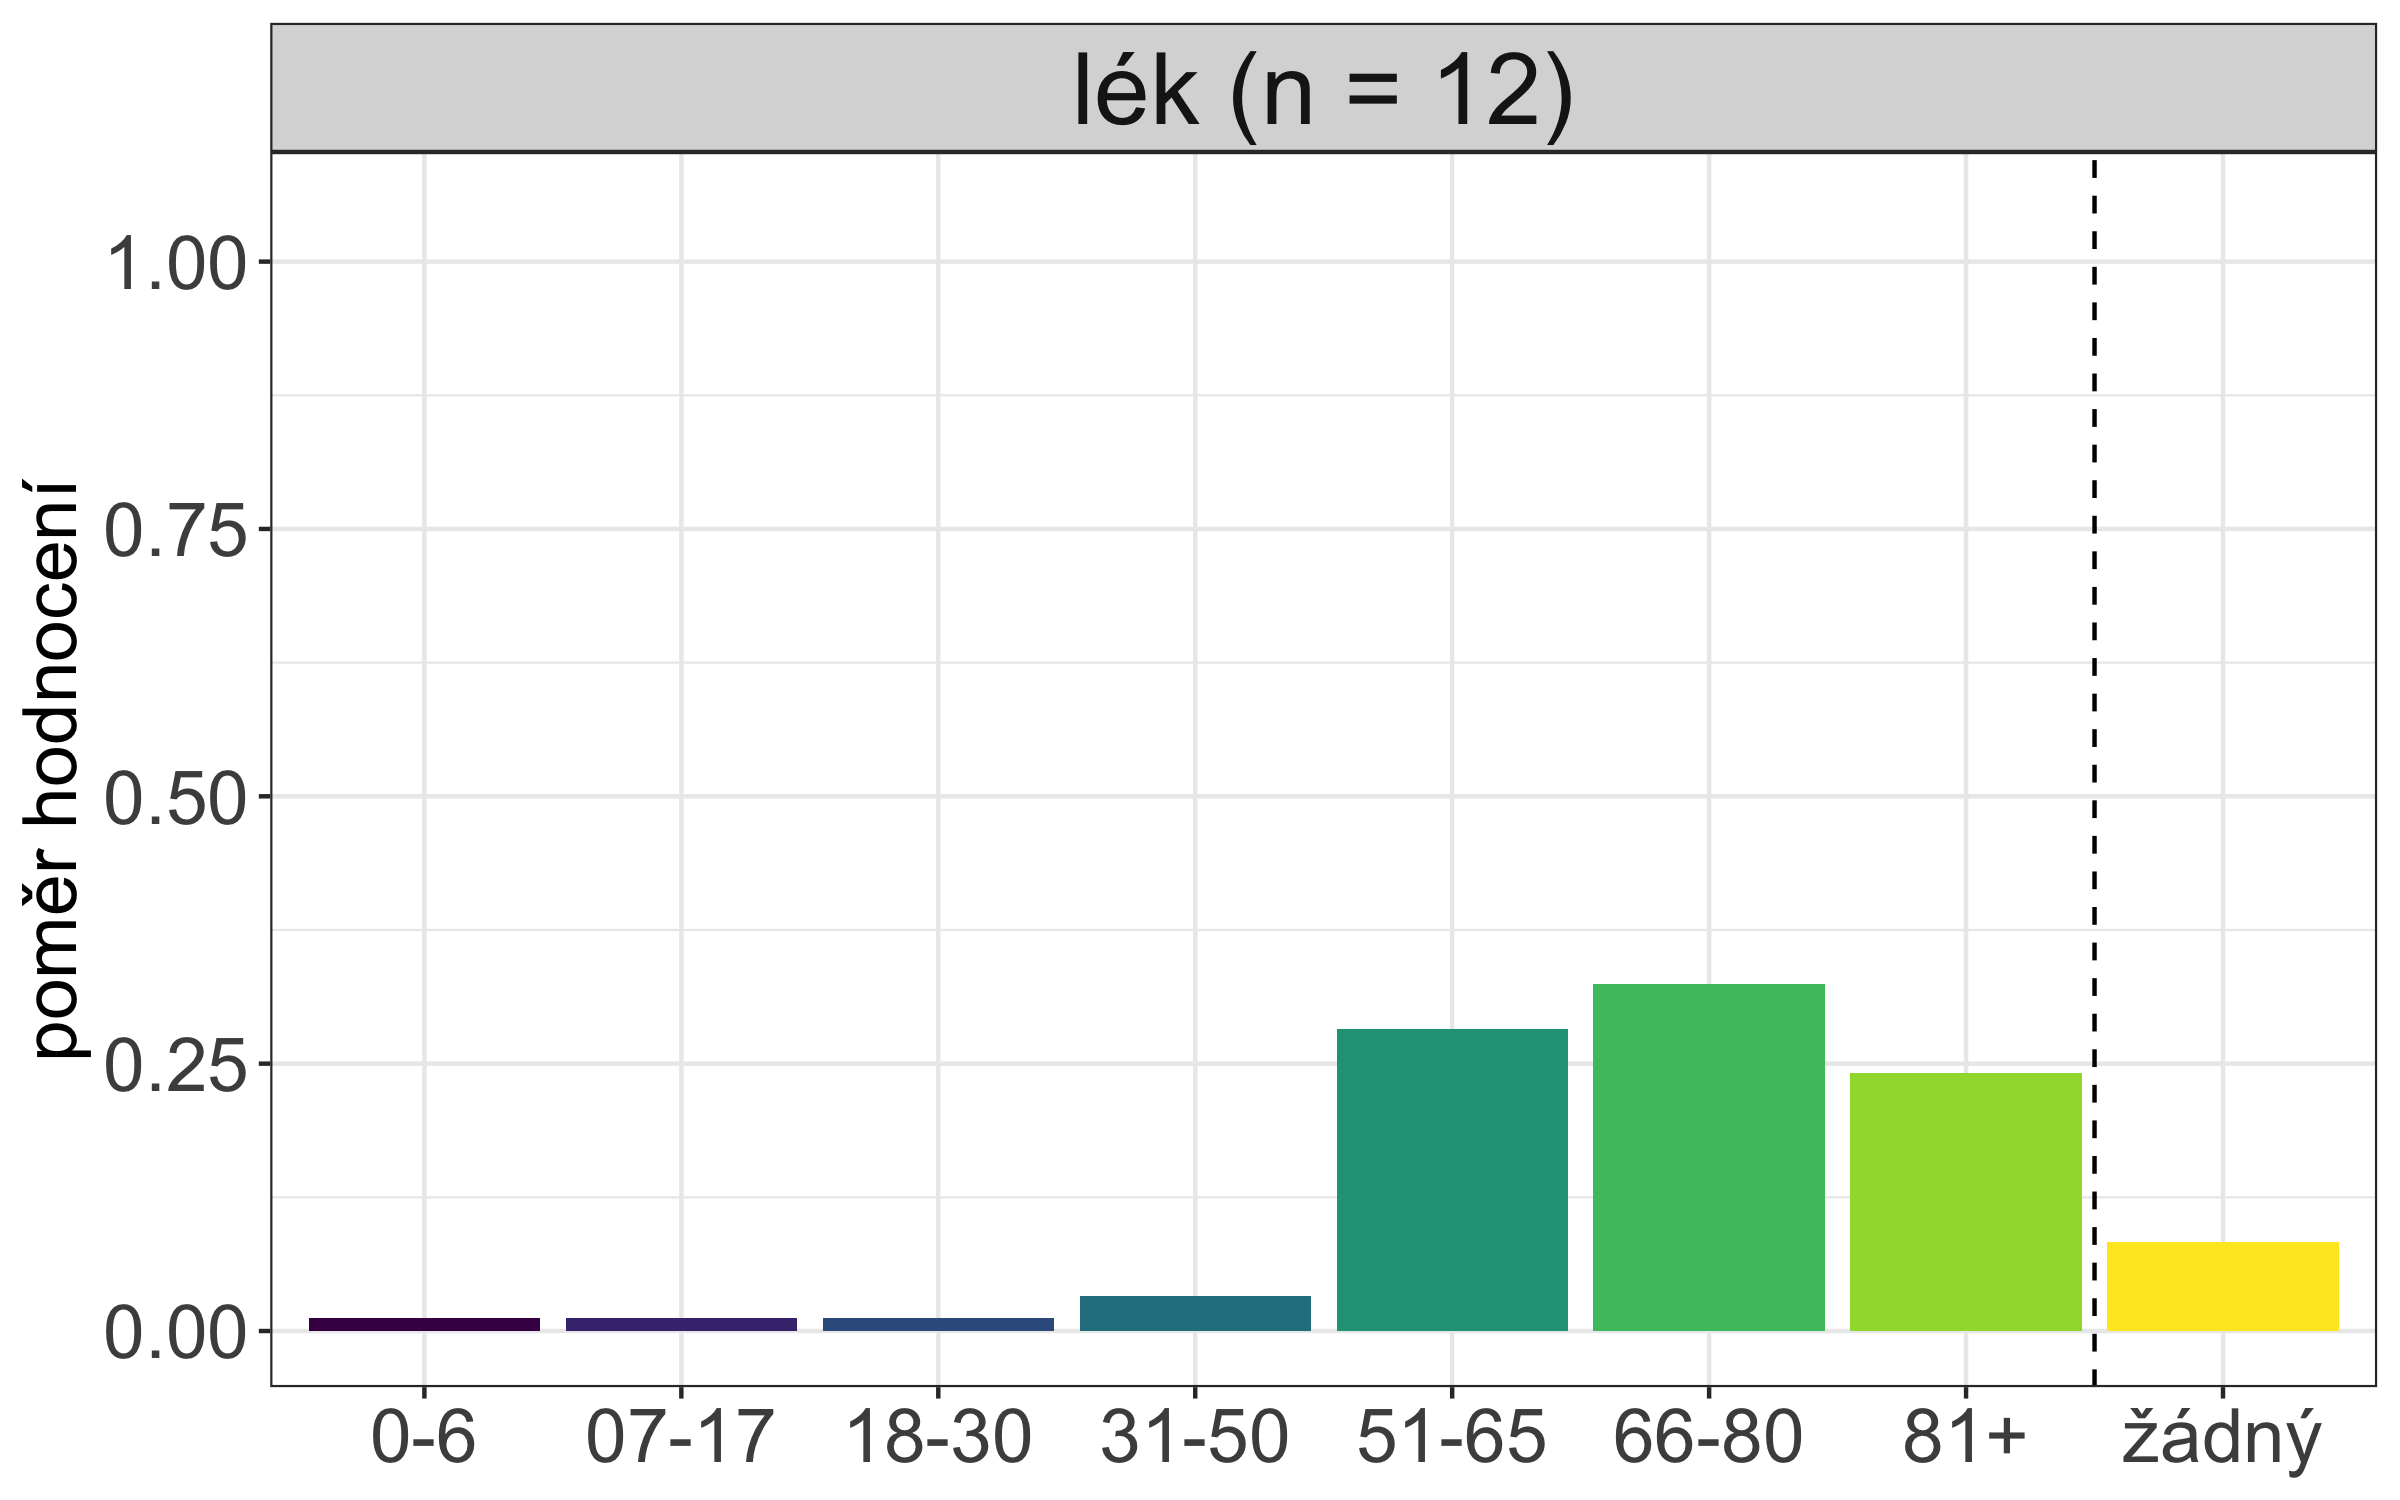 lék (n = 12)
poměr hodnocení
1.00
0.75
0.50
0.25
0.00
0-6 07-17 18-30 31-50 51-65 66-80 81+ žádný